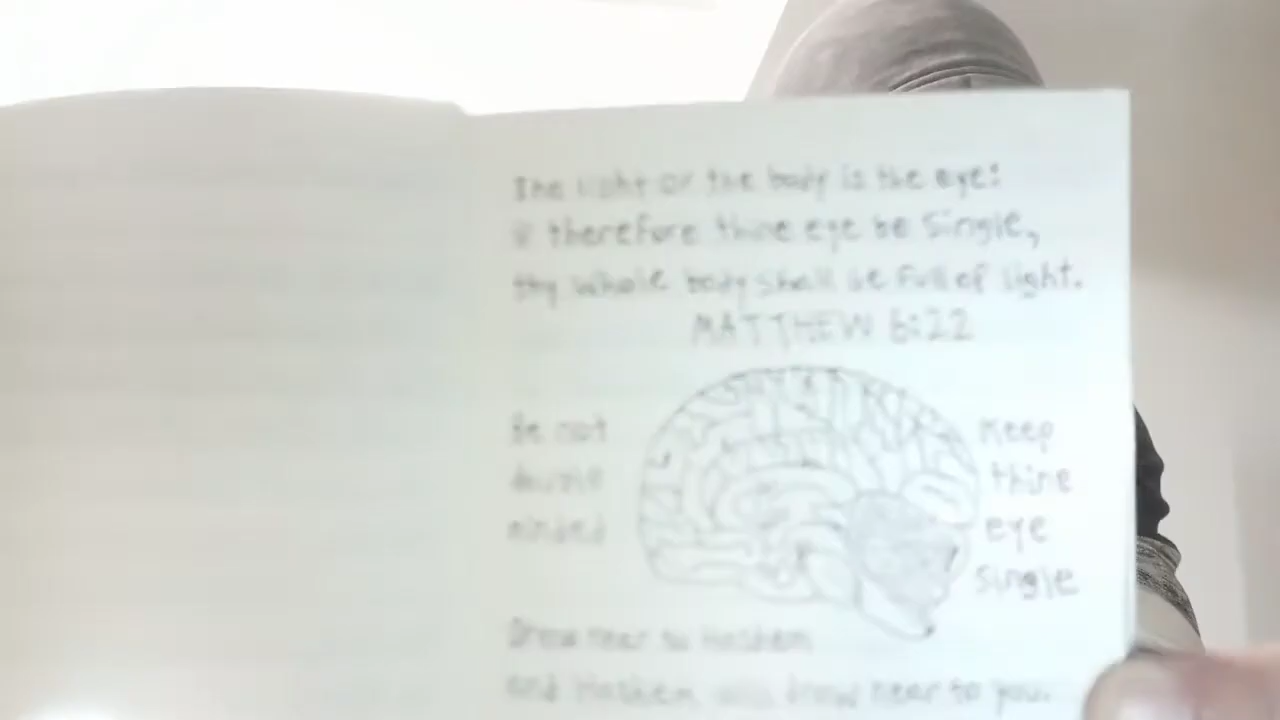 The light of the body is the eye:
if therefore thine eye be single,
thy whole body shall be full of light.
MATTHEW 6:22
Be not
double
minded
Keep
thine
eye
single
Draw near to Hashem
and Hashem will draw near to you.